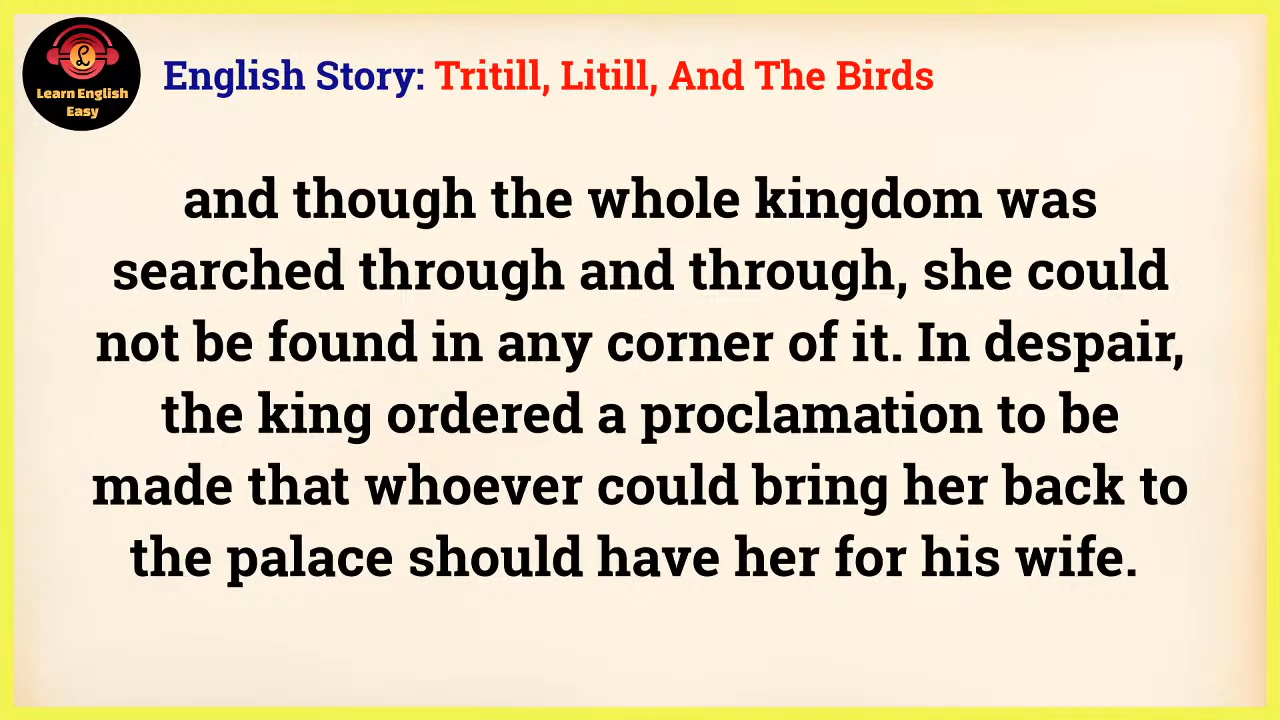 Learn English
Easy
English Story: Tritill, Litill, And The Birds
and though the whole kingdom was
searched through and through, she could
not be found in any corner of it. In despair,
the king ordered a proclamation to be
made that whoever could bring her back to
the palace should have her for his wife.